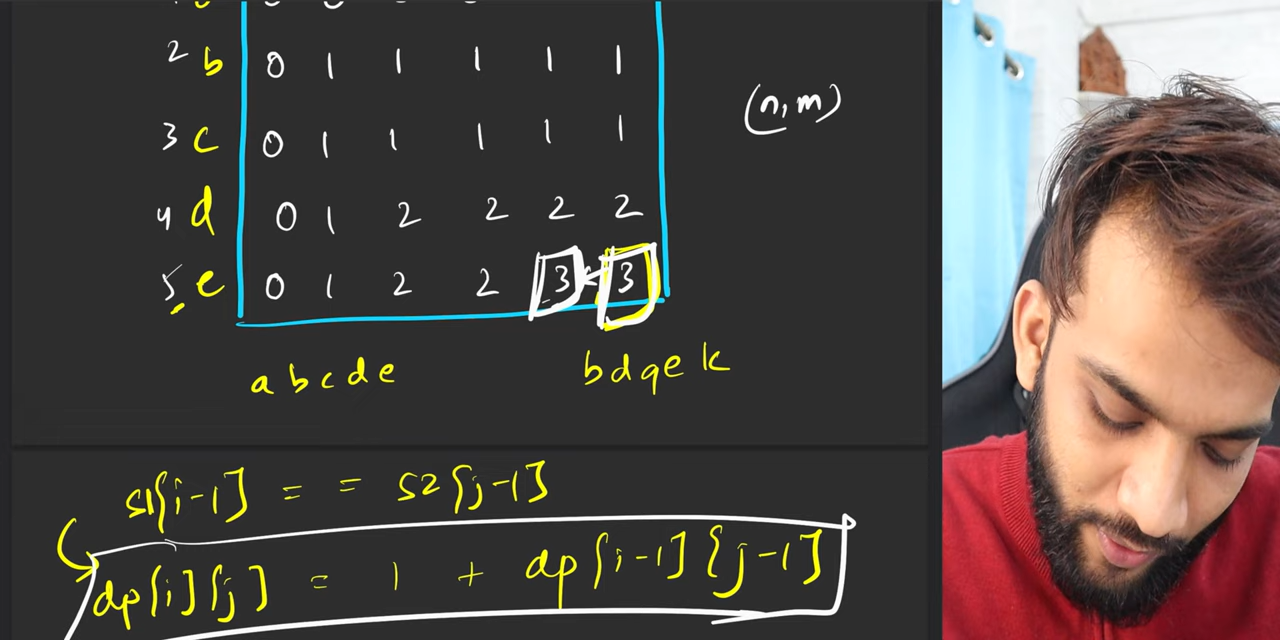 2 b 0 1 1 1 1 1
(n,m)
3 c 0 1 1 1 1 1
4 d 0 1 2 2 2 2
5 e 0 1 2 2 3 3
a b c d e
b d g e k
s1[i-1] = = s2[j-1]
dp[i][j] = 1 + dp[i-1][j-1]